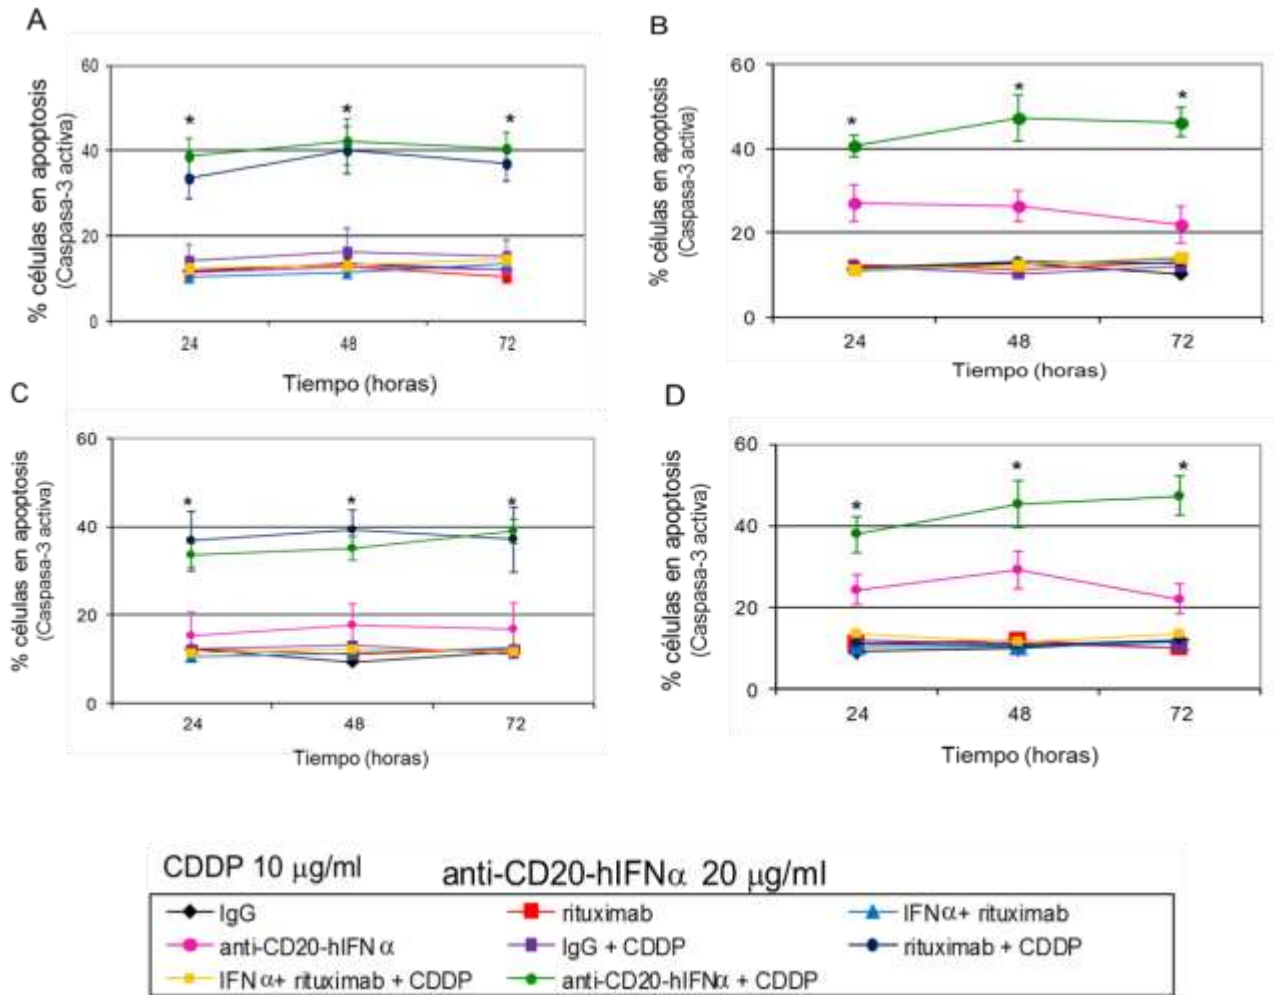 A
% células en apoptosis
(Caspasa-3 activa)
60
40
20
0
*
*
*
24
48
72
Tiempo (horas)
B
% células en apoptosis
(Caspasa-3 activa)
60
40
20
0
*
*
*
24
48
72
Tiempo (horas)
C
% células en apoptosis
(Caspasa-3 activa)
60
40
20
0
*
*
*
24
48
72
Tiempo (horas)
D
% células en apoptosis
(Caspasa-3 activa)
60
40
20
0
*
*
*
24
48
72
Tiempo (horas)
CDDP 10 μg/ml anti-CD20-hIFNα 20 μg/ml
IgG
rituximab
IFNα+ rituximab
anti-CD20-hIFNα
IgG + CDDP
rituximab + CDDP
IFNα+ rituximab + CDDP
anti-CD20-hIFNα + CDDP